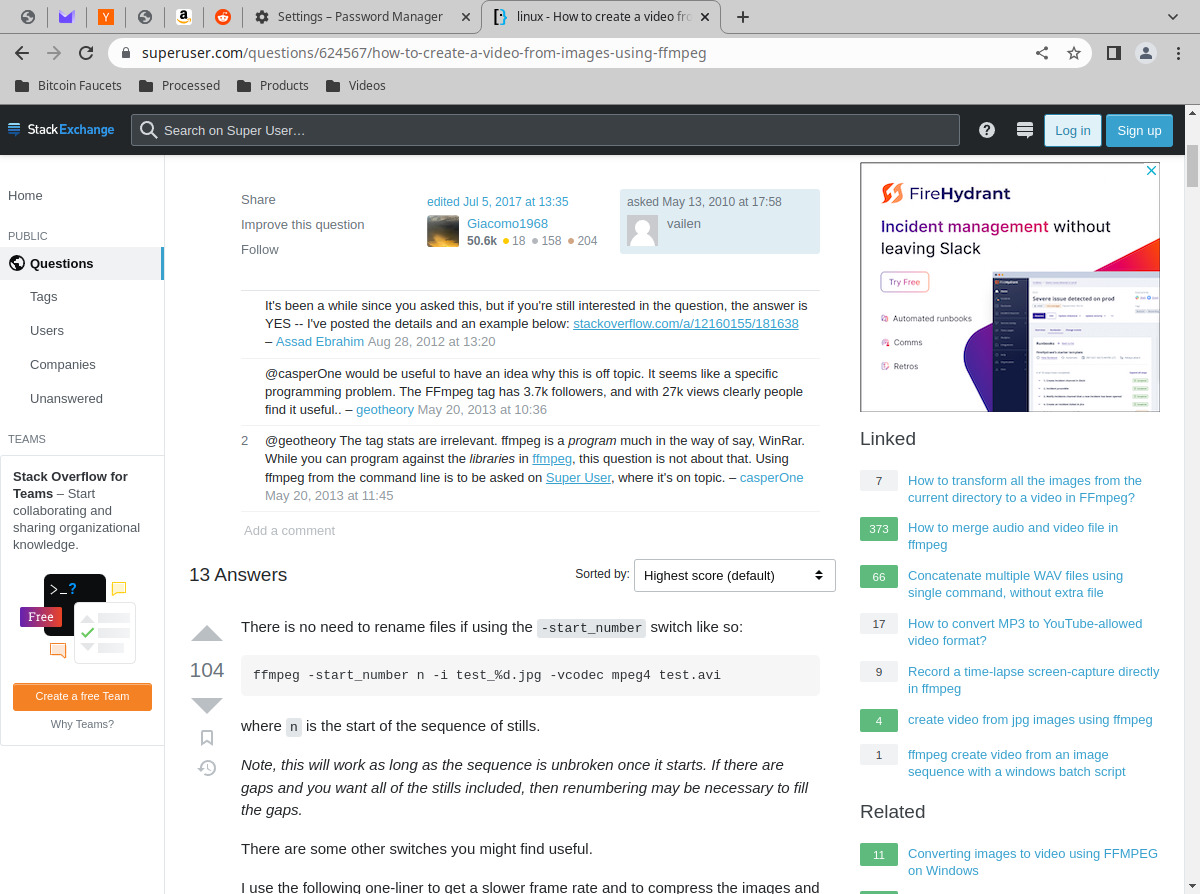 Settings – Password Manager
linux - How to create a video fro
superuser.com/questions/624567/how-to-create-a-video-from-images-using-ffmpeg
Bitcoin Faucets
Processed
Products
Videos
StackExchange
Search on Super User…
Log in
Sign up
Home
PUBLIC
Questions
Tags
Users
Companies
Unanswered
TEAMS
Stack Overflow for
Teams – Start
collaborating and
sharing organizational
knowledge.
>_?
Free
Create a free Team
Why Teams?
Share
Improve this question
Follow
edited Jul 5, 2017 at 13:35
Giacomo1968
50.6k 18 158 204
asked May 13, 2010 at 17:58
vailen
It's been a while since you asked this, but if you're still interested in the question, the answer is
YES -- I've posted the details and an example below: stackoverflow.com/a/12160155/181638
– Assad Ebrahim Aug 28, 2012 at 13:20
@casperOne would be useful to have an idea why this is off topic. It seems like a specific
programming problem. The FFmpeg tag has 3.7k followers, and with 27k views clearly people
find it useful.. – geotheory May 20, 2013 at 10:36
2 @geotheory The tag stats are irrelevant. ffmpeg is a program much in the way of say, WinRar.
While you can program against the libraries in ffmpeg, this question is not about that. Using
ffmpeg from the command line is to be asked on Super User, where it's on topic. – casperOne
May 20, 2013 at 11:45
Add a comment
13 Answers
Sorted by:
Highest score (default)
104
There is no need to rename files if using the -start_number switch like so:
ffmpeg -start_number n -i test_%d.jpg -vcodec mpeg4 test.avi
where n is the start of the sequence of stills.
Note, this will work as long as the sequence is unbroken once it starts. If there are
gaps and you want all of the stills included, then renumbering may be necessary to fill
the gaps.
There are some other switches you might find useful.
I use the following one-liner to get a slower frame rate and to compress the images and
FireHydrant
Incident management without
leaving Slack
Try Free
Automated runbooks
Comms
Retros
Severe issue detected on prod
Linked
7 How to transform all the images from the
current directory to a video in FFmpeg?
373 How to merge audio and video file in
ffmpeg
66 Concatenate multiple WAV files using
single command, without extra file
17 How to convert MP3 to YouTube-allowed
video format?
9 Record a time-lapse screen-capture directly
in ffmpeg
4 create video from jpg images using ffmpeg
1 ffmpeg create video from an image
sequence with a windows batch script
Related
11 Converting images to video using FFMPEG
on Windows